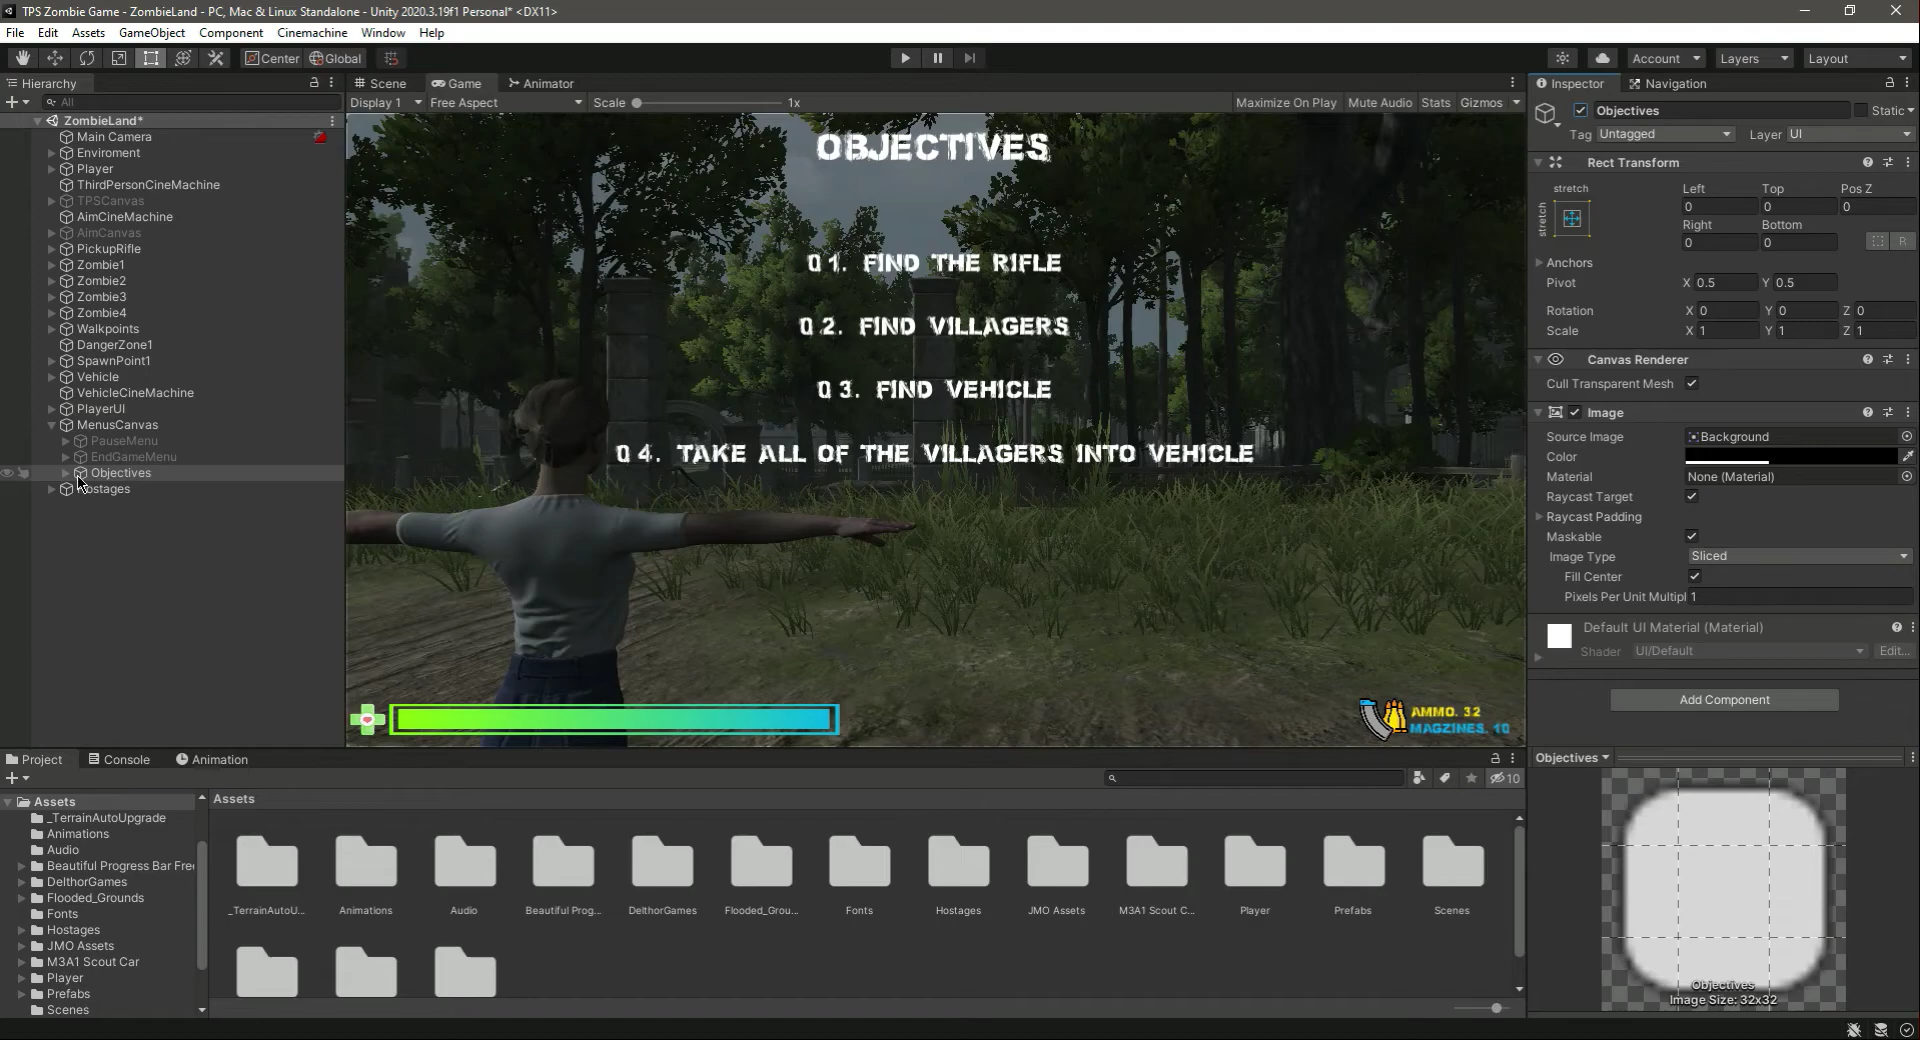 TPS Zombie Game - ZombieLand - PC, Mac & Linux Standalone - Unity 2020.3.19f1 Personal* <DX11>
File Edit Assets GameObject Component Cinemachine Window Help
Center Global Account Layers Layout
Hierarchy
All
ZombieLand*
Main Camera
Enviroment
Player
ThirdPersonCineMachine
TPSCanvas
AimCineMachine
AimCanvas
PickupRifle
Zombie1
Zombie2
Zombie3
Zombie4
Walkpoints
DangerZone1
SpawnPoint1
Vehicle
VehicleCineMachine
PlayerUI
MenusCanvas
PauseMenu
EndGameMenu
Objectives
Hostages
Scene Game Animator
Display 1 Free Aspect Scale 1x Maximize On Play Mute Audio Stats Gizmos
OBJECTIVES
01. FIND THE RIFLE
02. FIND VILLAGERS
03. FIND VEHICLE
04. TAKE ALL OF THE VILLAGERS INTO VEHICLE
AMMO. 32
MAGZINES. 10
Inspector Navigation
Objectives Static
Tag Untagged Layer UI
Rect Transform
stretch
stretch
Left Top Pos Z
0 0 0
Right Bottom
0 0 R
Anchors
Pivot X 0.5 Y 0.5
Rotation X 0 Y 0 Z 0
Scale X 1 Y 1 Z 1
Canvas Renderer
Cull Transparent Mesh
Image
Source Image Background
Color
Material None (Material)
Raycast Target
Raycast Padding
Maskable
Image Type Sliced
Fill Center
Pixels Per Unit Multipl 1
Default UI Material (Material)
Shader UI/Default Edit...
Add Component
Objectives
Objectives
Image Size: 32x32
Project Console Animation
10
Assets
_TerrainAutoUpgrade
Animations
Audio
Beautiful Progress Bar Free
DelthorGames
Flooded_Grounds
Fonts
Hostages
JMO Assets
M3A1 Scout Car
Player
Prefabs
Scenes
Assets
_TerrainAutoU... Animations Audio Beautiful Prog... DelthorGames Flooded_Grou... Fonts Hostages JMO Assets M3A1 Scout C... Player Prefabs Scenes